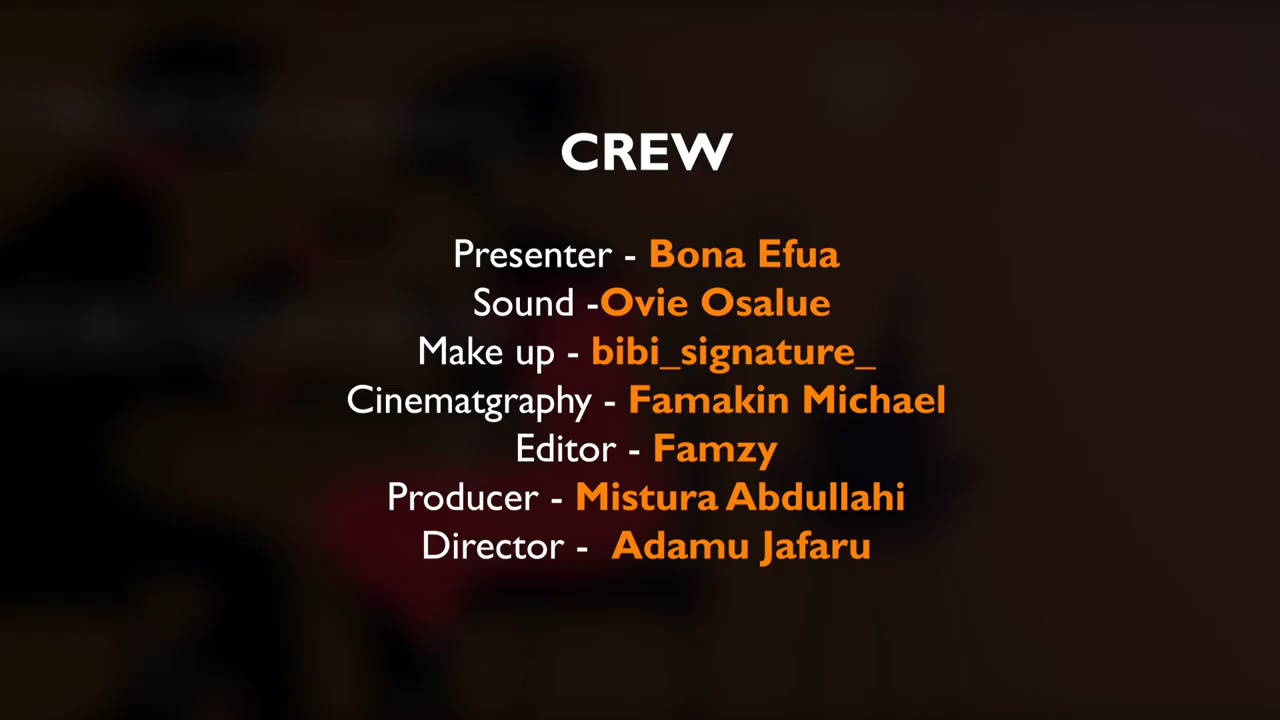 CREW
Presenter - Bona Efua
Sound -Ovie Osalue
Make up - bibi_signature_
Cinematgraphy - Famakin Michael
Editor - Famzy
Producer - Mistura Abdullahi
Director - Adamu Jafaru